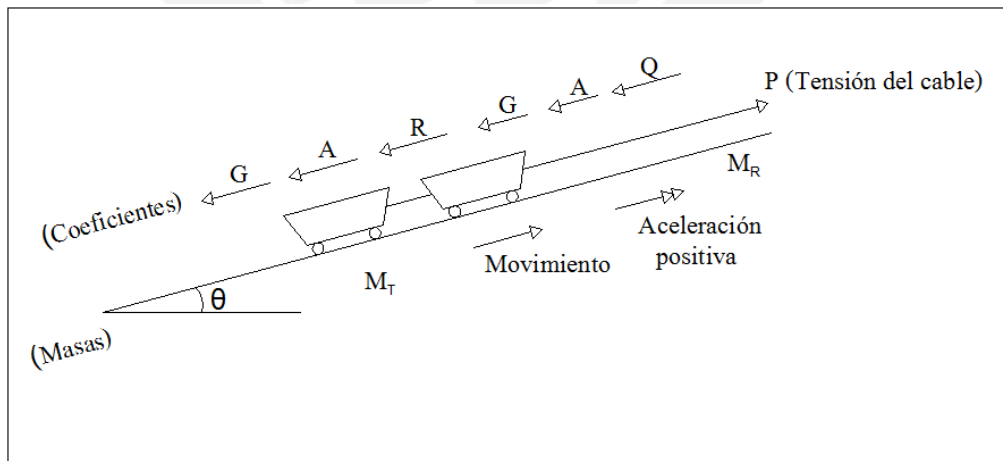 Q
P (Tensión del cable)
A
G
R
A
G
(Coeficientes)
M_R
Aceleración
positiva
Movimiento
M_T
θ
(Masas)